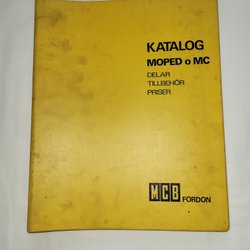 KATALOG
MOPED o MC
DELAR
TILLBEHÖR
PRISER
MCB FORDON